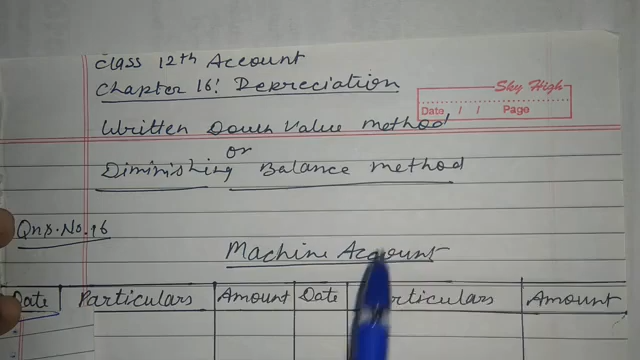 Class 12th Account
Chapter 16! Depreciation
Sky High
Date / / Page
Written Down Value Method
or
Diminishing Balance Method
Qns. No. 16
Machine Account
Date Particulars Amount Date Particulars Amount